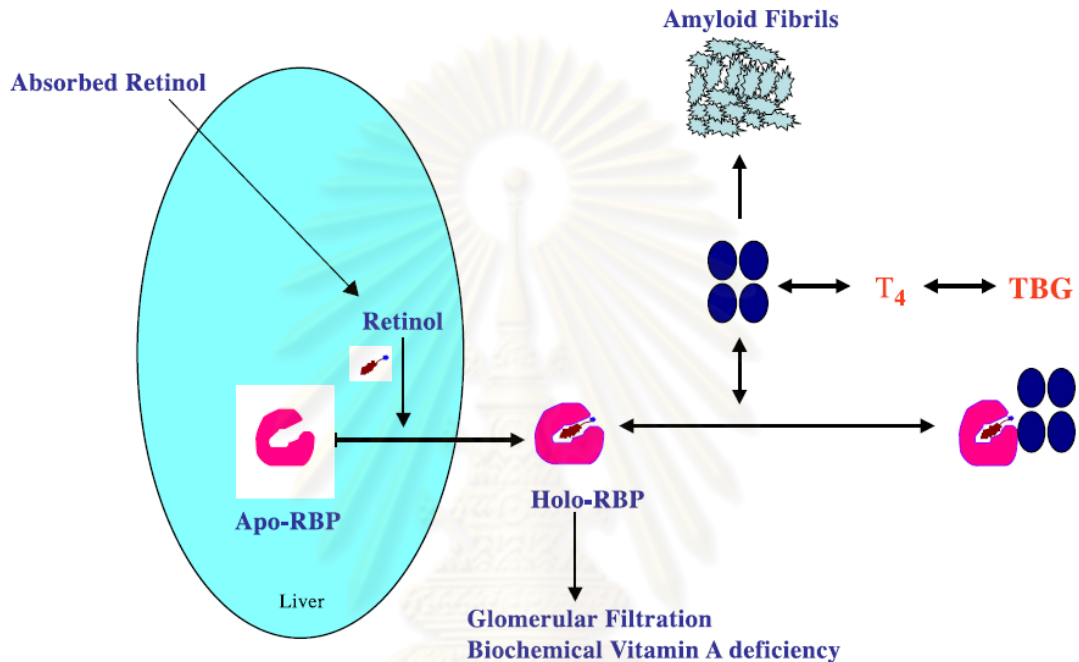 Amyloid Fibrils
Absorbed Retinol
T4
TBG
Retinol
Apo-RBP
Holo-RBP
Liver
Glomerular Filtration
Biochemical Vitamin A deficiency